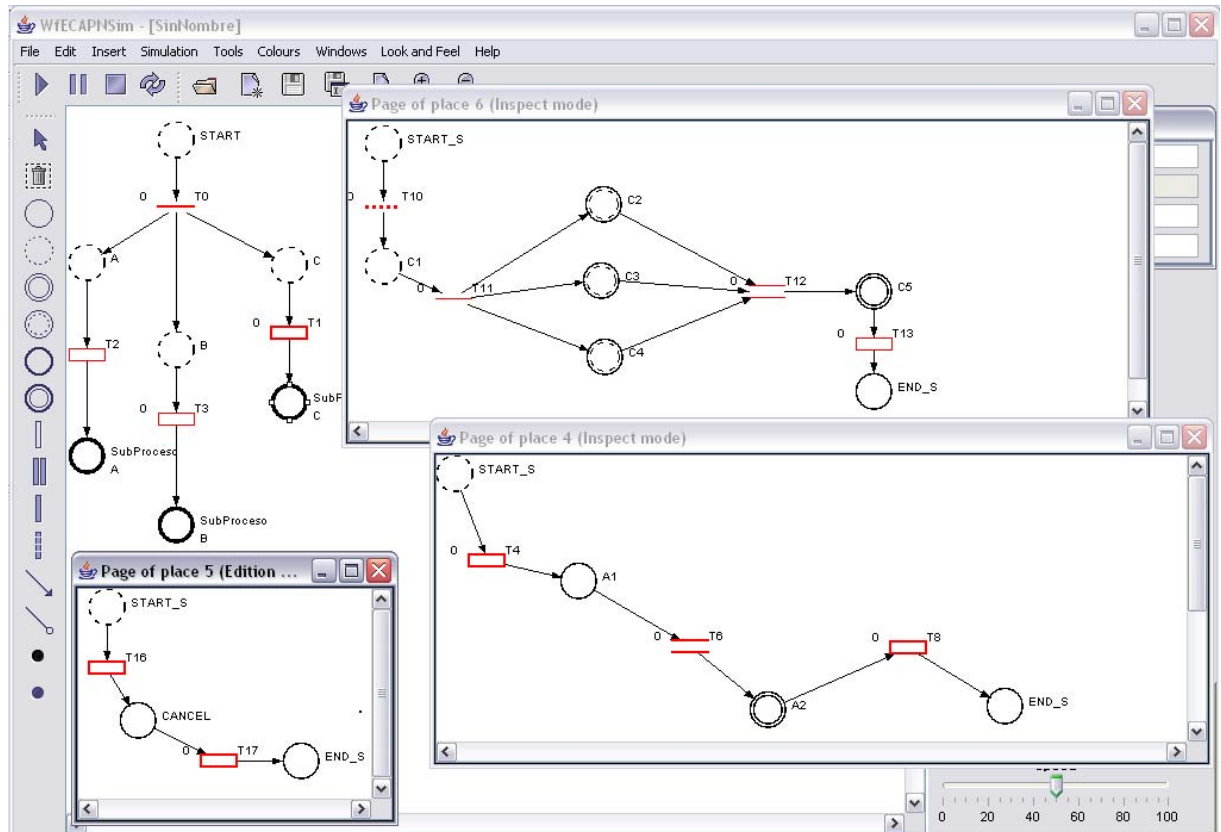 WfECAPNSim - [SinNombre]
File Edit Insert Simulation Tools Colours Windows Look and Feel Help
START
0 T0
A
C
0 T1
T2
B
0 T3
SubProceso
A
SubProceso
B
C
Page of place 6 (Inspect mode)
START_S
T10
C1
C2
0 T11
C3
0 T12
C5
C4
0 T13
END_S
Page of place 4 (Inspect mode)
START_S
0 T4
A1
0 T6
0 T8
A2
END_S
Page of place 5 (Edition ...
START_S
T16
CANCEL
0 T17
END_S
0 20 40 60 80 100